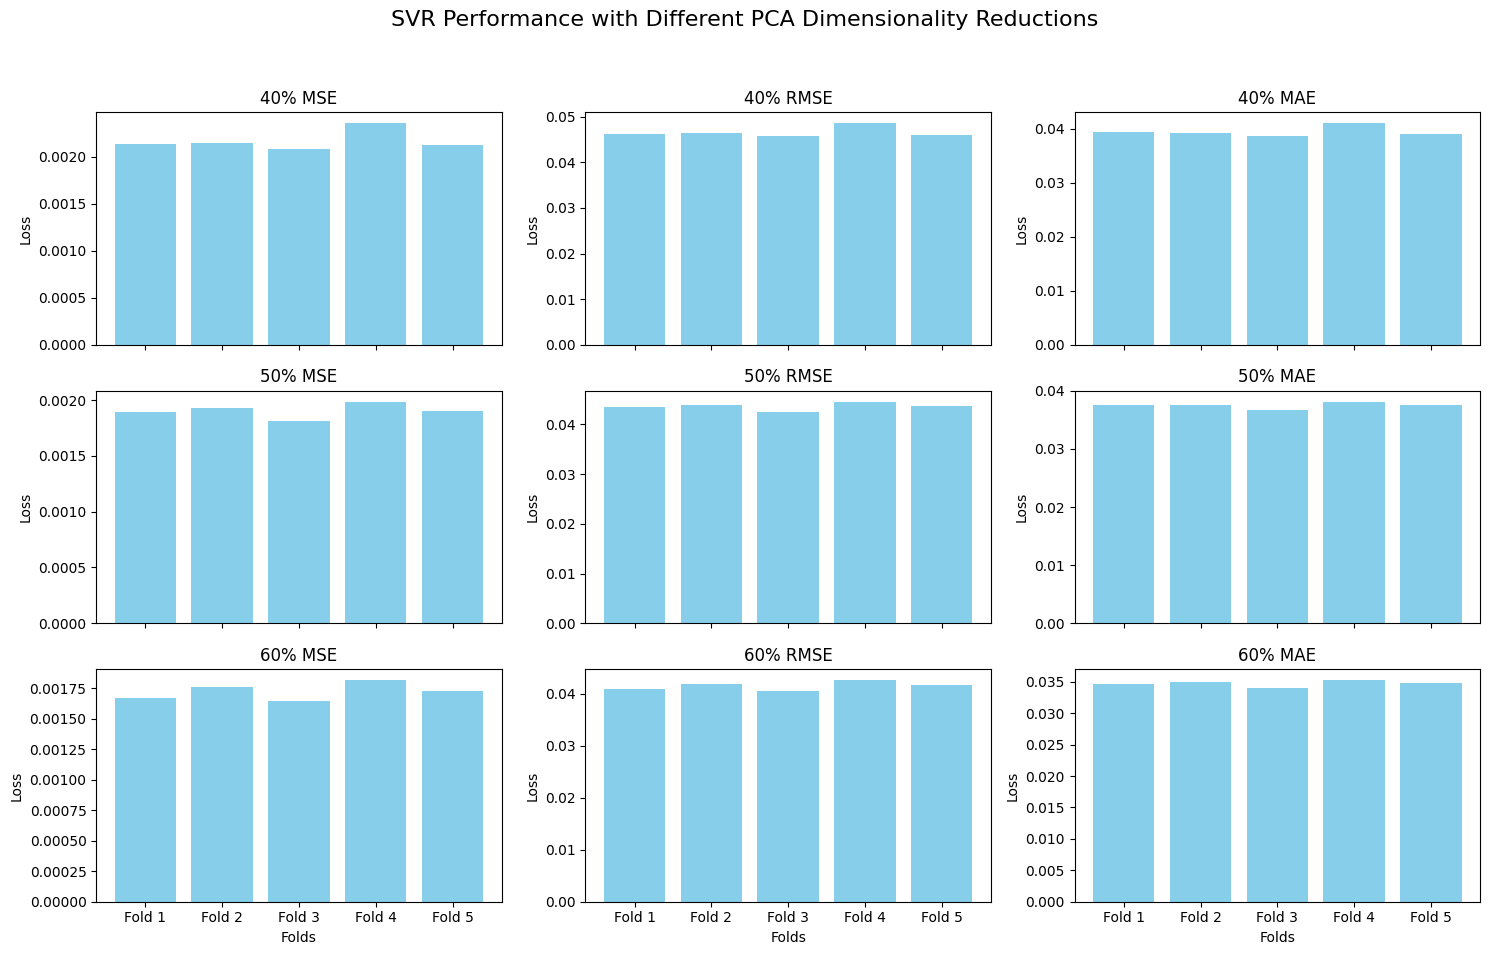 SVR Performance with Different PCA Dimensionality Reductions
40% MSE
Loss
0.0020
0.0015
0.0010
0.0005
0.0000
40% RMSE
Loss
0.05
0.04
0.03
0.02
0.01
0.00
40% MAE
Loss
0.04
0.03
0.02
0.01
0.00
50% MSE
Loss
0.0020
0.0015
0.0010
0.0005
0.0000
50% RMSE
Loss
0.04
0.03
0.02
0.01
0.00
50% MAE
Loss
0.04
0.03
0.02
0.01
0.00
60% MSE
Loss
0.00175
0.00150
0.00125
0.00100
0.00075
0.00050
0.00025
0.00000
Fold 1 Fold 2 Fold 3 Fold 4 Fold 5
Folds
60% RMSE
Loss
0.04
0.03
0.02
0.01
0.00
Fold 1 Fold 2 Fold 3 Fold 4 Fold 5
Folds
60% MAE
Loss
0.035
0.030
0.025
0.020
0.015
0.010
0.005
0.000
Fold 1 Fold 2 Fold 3 Fold 4 Fold 5
Folds